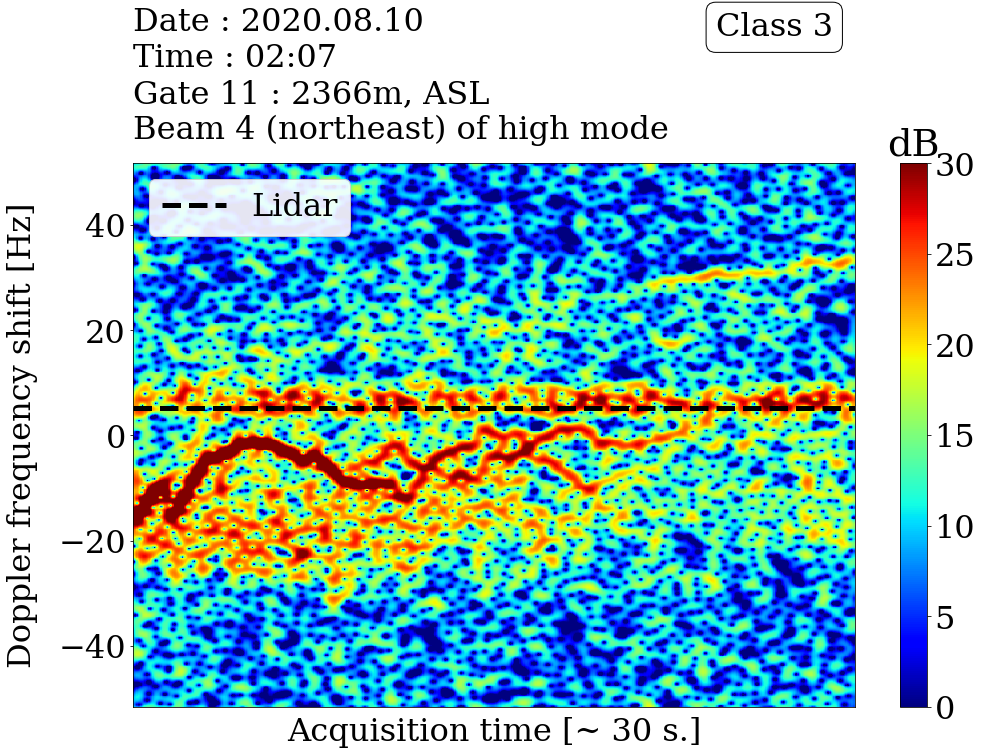 Date : 2020.08.10
Time : 02:07
Gate 11 : 2366m, ASL
Beam 4 (northeast) of high mode
Class 3
dB
Lidar
Doppler frequency shift [Hz]
40
20
0
−20
−40
Acquisition time [~ 30 s.]
30
25
20
15
10
5
0